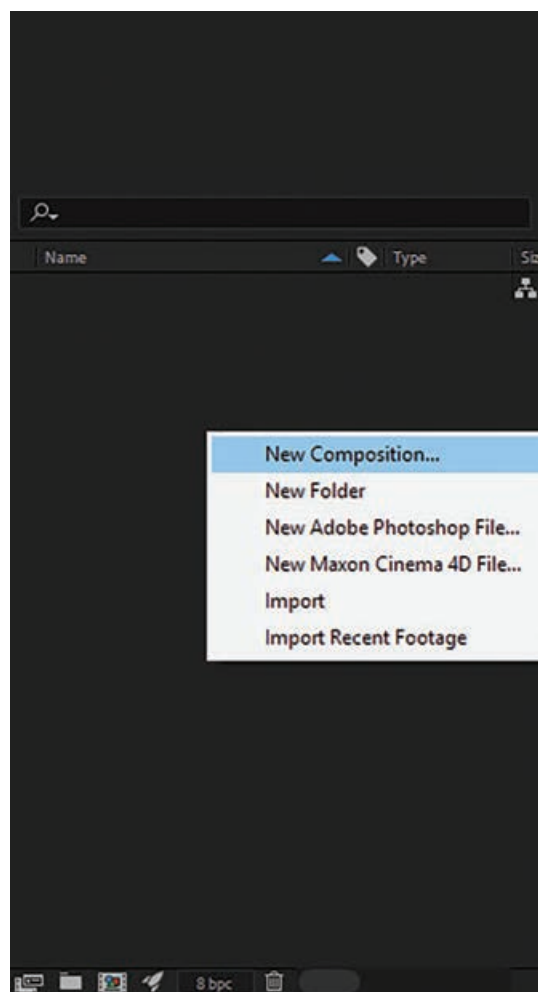 Name Type Siz
New Composition...
New Folder
New Adobe Photoshop File...
New Maxon Cinema 4D File...
Import
Import Recent Footage
8 bpc